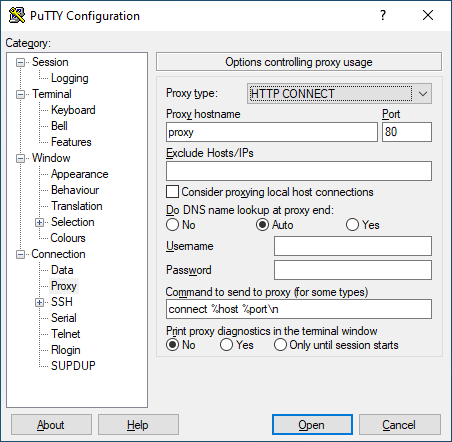 PuTTY Configuration
?
Category:
Session
Logging
Terminal
Keyboard
Bell
Features
Window
Appearance
Behaviour
Translation
Selection
Colours
Connection
Data
Proxy
SSH
Serial
Telnet
Rlogin
SUPDUP
Options controlling proxy usage
Proxy type: HTTP CONNECT
Proxy hostname Port
proxy 80
Exclude Hosts/IPs
Consider proxying local host connections
Do DNS name lookup at proxy end:
No Auto Yes
Username
Password
Command to send to proxy (for some types)
connect %host %port\n
Print proxy diagnostics in the terminal window
No Yes Only until session starts
About Help Open Cancel